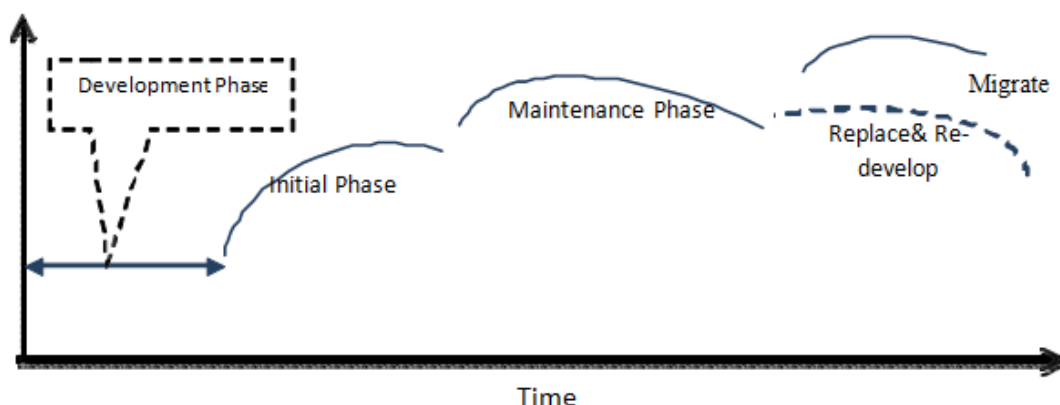 Development Phase
Migrate
Maintenance Phase
Replace& Re-
develop
Initial Phase
Time